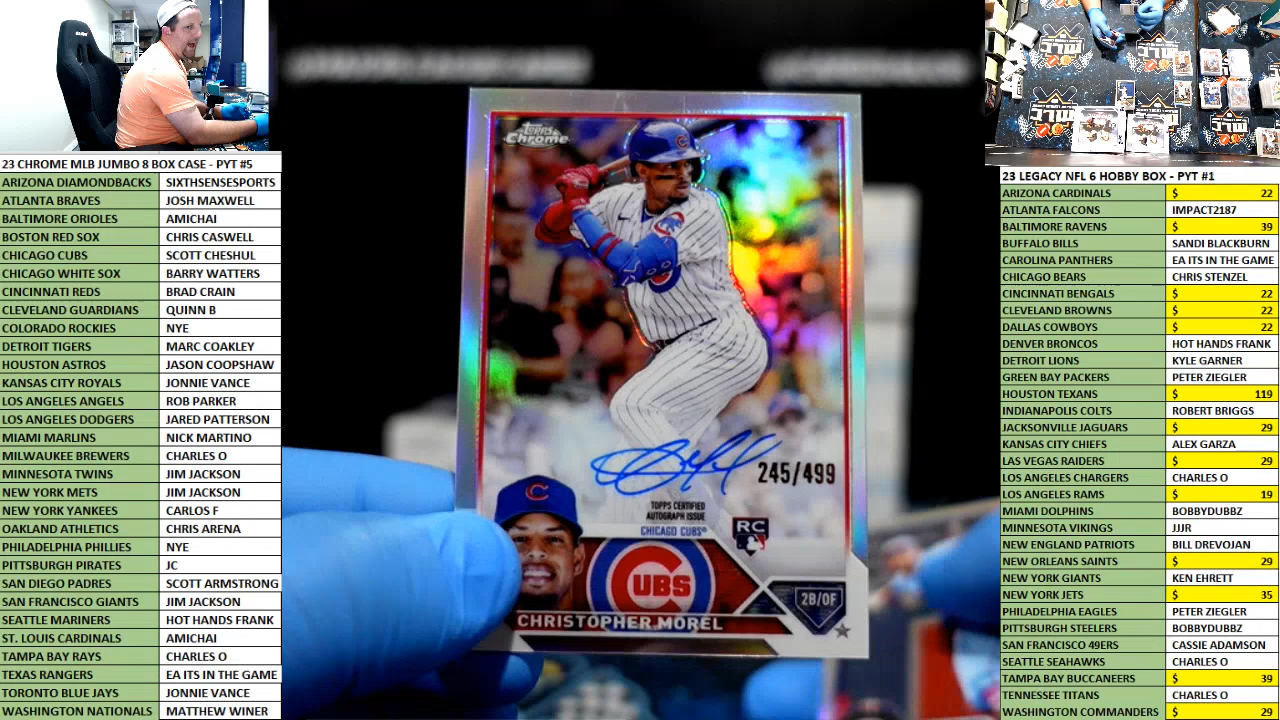 23 CHROME MLB JUMBO 8 BOX CASE - PYT #5
ARIZONA DIAMONDBACKS SIXTHSENSESPORTS
ATLANTA BRAVES JOSH MAXWELL
BALTIMORE ORIOLES AMICHAI
BOSTON RED SOX CHRIS CASWELL
CHICAGO CUBS SCOTT CHESHUL
CHICAGO WHITE SOX BARRY WATTERS
CINCINNATI REDS BRAD CRAIN
CLEVELAND GUARDIANS QUINN B
COLORADO ROCKIES NYE
DETROIT TIGERS MARC COAKLEY
HOUSTON ASTROS JASON COOPSHAW
KANSAS CITY ROYALS JONNIE VANCE
LOS ANGELES ANGELS ROB PARKER
LOS ANGELES DODGERS JARED PATTERSON
MIAMI MARLINS NICK MARTINO
MILWAUKEE BREWERS CHARLES O
MINNESOTA TWINS JIM JACKSON
NEW YORK METS JIM JACKSON
NEW YORK YANKEES CARLOS F
OAKLAND ATHLETICS CHRIS ARENA
PHILADELPHIA PHILLIES NYE
PITTSBURGH PIRATES JC
SAN DIEGO PADRES SCOTT ARMSTRONG
SAN FRANCISCO GIANTS JIM JACKSON
SEATTLE MARINERS HOT HANDS FRANK
ST. LOUIS CARDINALS AMICHAI
TAMPA BAY RAYS CHARLES O
TEXAS RANGERS EA ITS IN THE GAME
TORONTO BLUE JAYS JONNIE VANCE
WASHINGTON NATIONALS MATTHEW WINER
Topps
Chrome
245/499
TOPPS CERTIFIED
AUTOGRAPH ISSUE
CHICAGO CUBS®
RC
CUBS
2B/OF
CHRISTOPHER MOREL
23 LEGACY NFL 6 HOBBY BOX - PYT #1
ARIZONA CARDINALS $ 22
ATLANTA FALCONS IMPACT2187
BALTIMORE RAVENS $ 39
BUFFALO BILLS SANDI BLACKBURN
CAROLINA PANTHERS EA ITS IN THE GAME
CHICAGO BEARS CHRIS STENZEL
CINCINNATI BENGALS $ 22
CLEVELAND BROWNS $ 22
DALLAS COWBOYS $ 22
DENVER BRONCOS HOT HANDS FRANK
DETROIT LIONS KYLE GARNER
GREEN BAY PACKERS PETER ZIEGLER
HOUSTON TEXANS $ 119
INDIANAPOLIS COLTS ROBERT BRIGGS
JACKSONVILLE JAGUARS $ 29
KANSAS CITY CHIEFS ALEX GARZA
LAS VEGAS RAIDERS $ 29
LOS ANGELES CHARGERS CHARLES O
LOS ANGELES RAMS $ 19
MIAMI DOLPHINS BOBBYDUBBZ
MINNESOTA VIKINGS JJJR
NEW ENGLAND PATRIOTS BILL DREVOJAN
NEW ORLEANS SAINTS $ 29
NEW YORK GIANTS KEN EHRETT
NEW YORK JETS $ 35
PHILADELPHIA EAGLES PETER ZIEGLER
PITTSBURGH STEELERS BOBBYDUBBZ
SAN FRANCISCO 49ERS CASSIE ADAMSON
SEATTLE SEAHAWKS CHARLES O
TAMPA BAY BUCCANEERS $ 39
TENNESSEE TITANS CHARLES O
WASHINGTON COMMANDERS $ 29